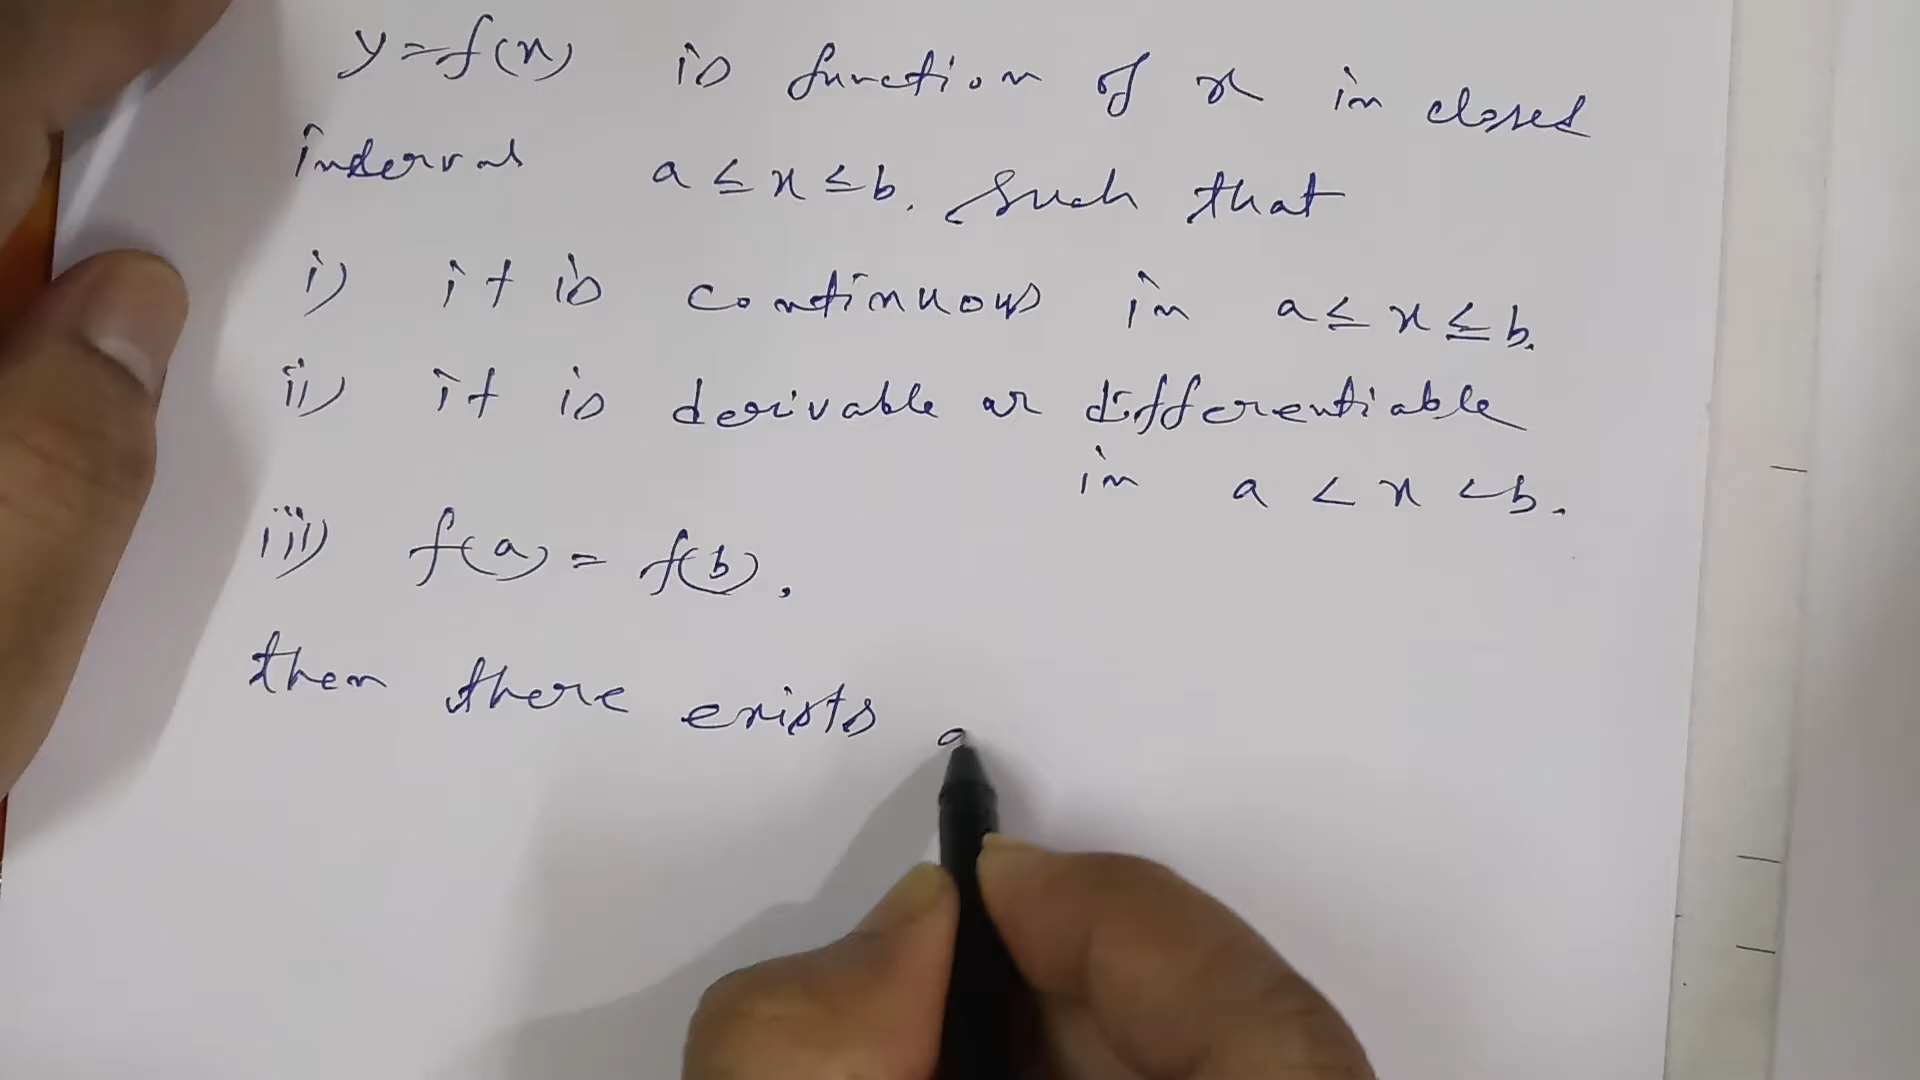 y=f(x) is function of x in closed
interval a ≤ x ≤ b. such that
i) it is continuous in a ≤ x ≤ b.
ii) it is derivable or differentiable
in a < x < b.
iii) f(a) = f(b).
then there exists a